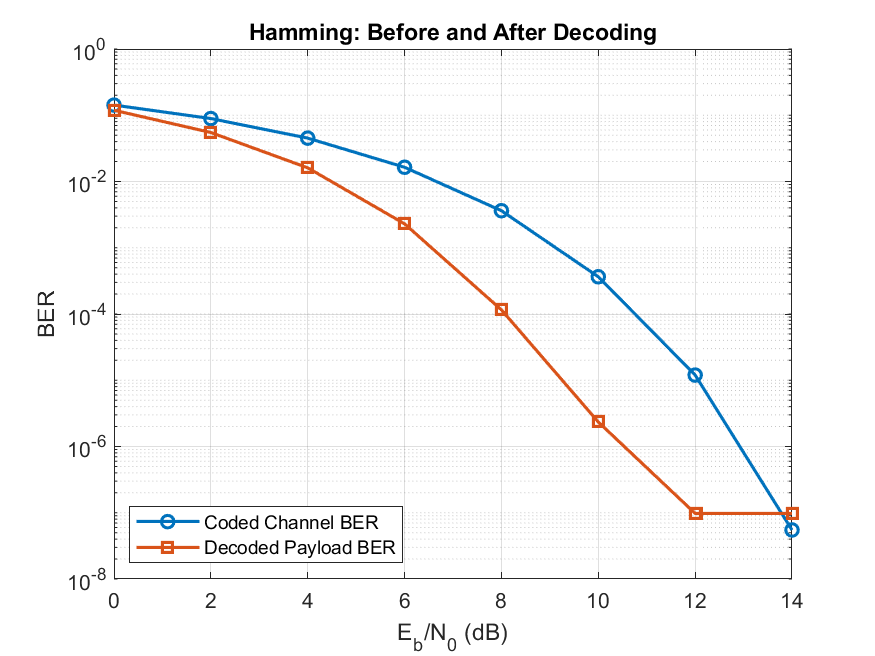 Hamming: Before and After Decoding
10^0
10^-2
10^-4
10^-6
10^-8
BER
Coded Channel BER
Decoded Payload BER
0 2 4 6 8 10 12 14
E_b/N_0 (dB)